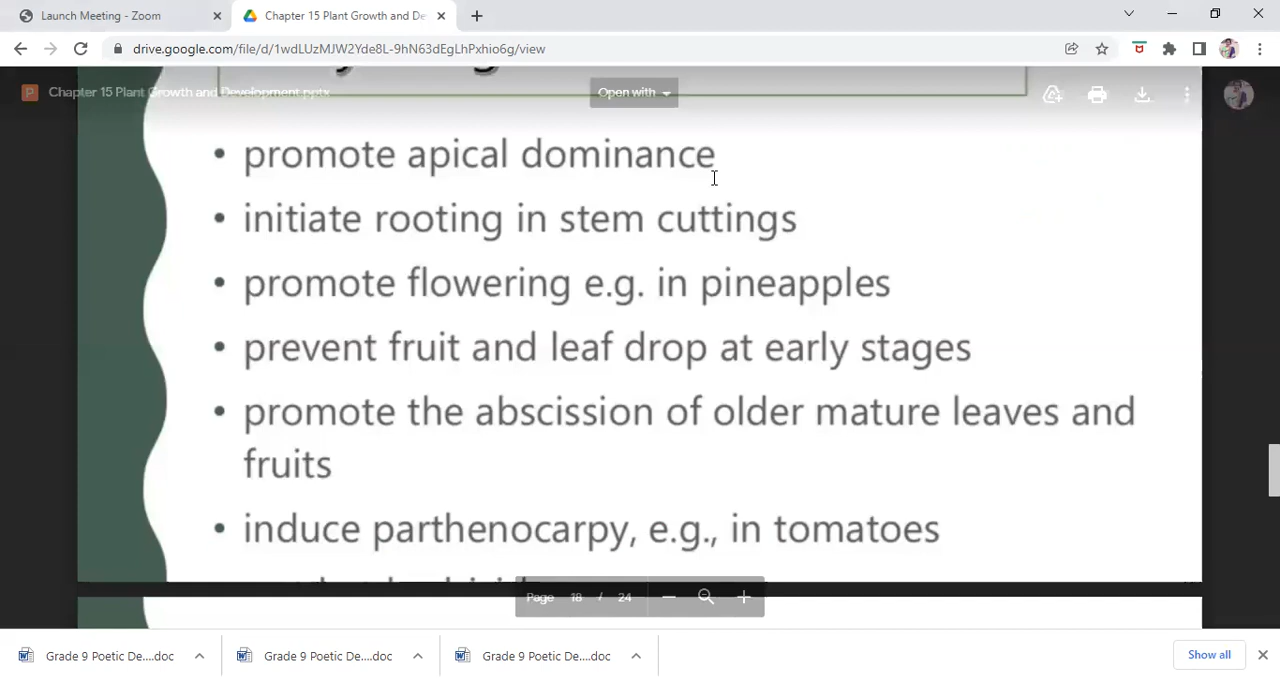 Launch Meeting - Zoom
Chapter 15 Plant Growth and De
drive.google.com/file/d/1wdLUzMJW2Yde8L-9hN63dEgLhPxhio6g/view
P
Chapter 15 Plant Growth and Development.pptx
Open with
• promote apical dominance
• initiate rooting in stem cuttings
• promote flowering e.g. in pineapples
• prevent fruit and leaf drop at early stages
• promote the abscission of older mature leaves and
fruits
• induce parthenocarpy, e.g., in tomatoes
Page 18 / 24
Grade 9 Poetic De....doc
Grade 9 Poetic De....doc
Grade 9 Poetic De....doc
Show all